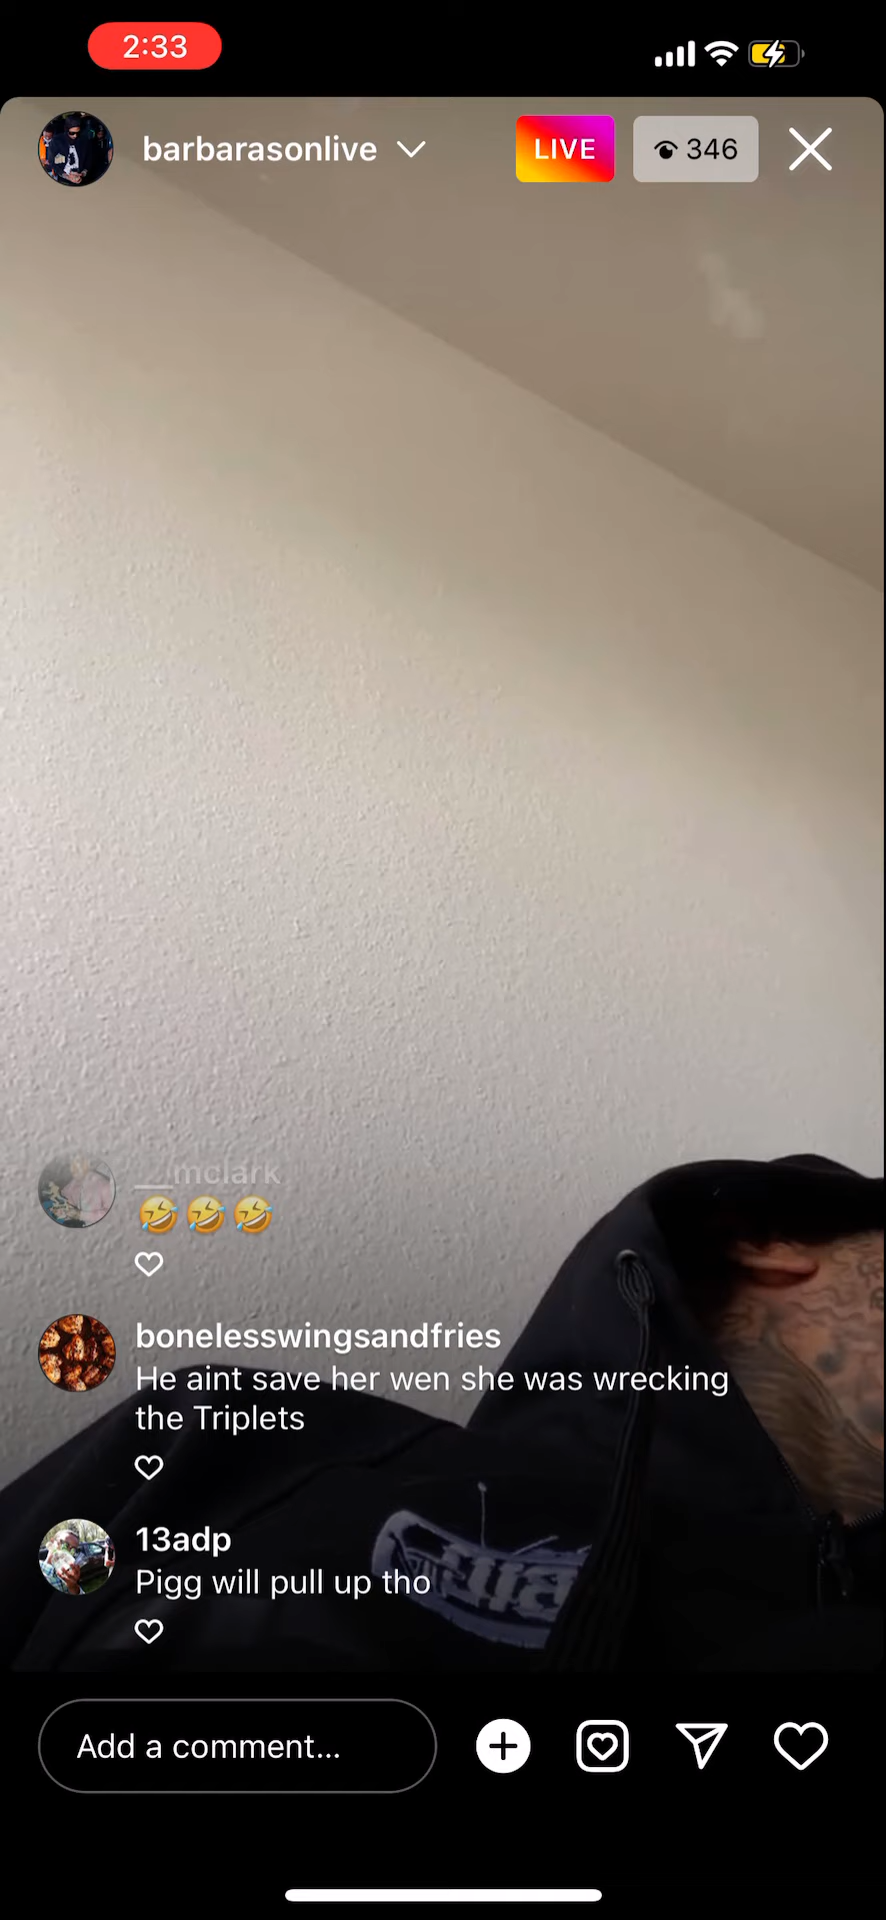 2:33
barbarasonlive
LIVE
346
__mclark
🤣🤣🤣
bonelesswingsandfries
He aint save her wen she was wrecking
the Triplets
13adp
Pigg will pull up tho
Add a comment...